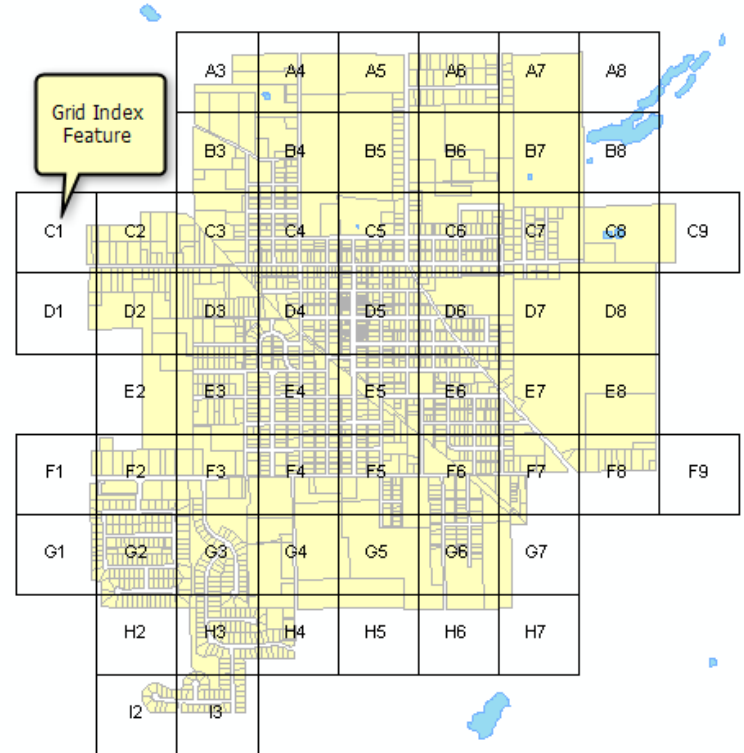 A3 A4 A5 A6 A7 A8
Grid Index
Feature
B3 B4 B5 B6 B7 B8
C1 C2 C3 C4 C5 C6 C7 C8 C9
D1 D2 D3 D4 D5 D6 D7 D8
E2 E3 E4 E5 E6 E7 E8
F1 F2 F3 F4 F5 F6 F7 F8 F9
G1 G2 G3 G4 G5 G6 G7
H2 H3 H4 H5 H6 H7
I2 I3